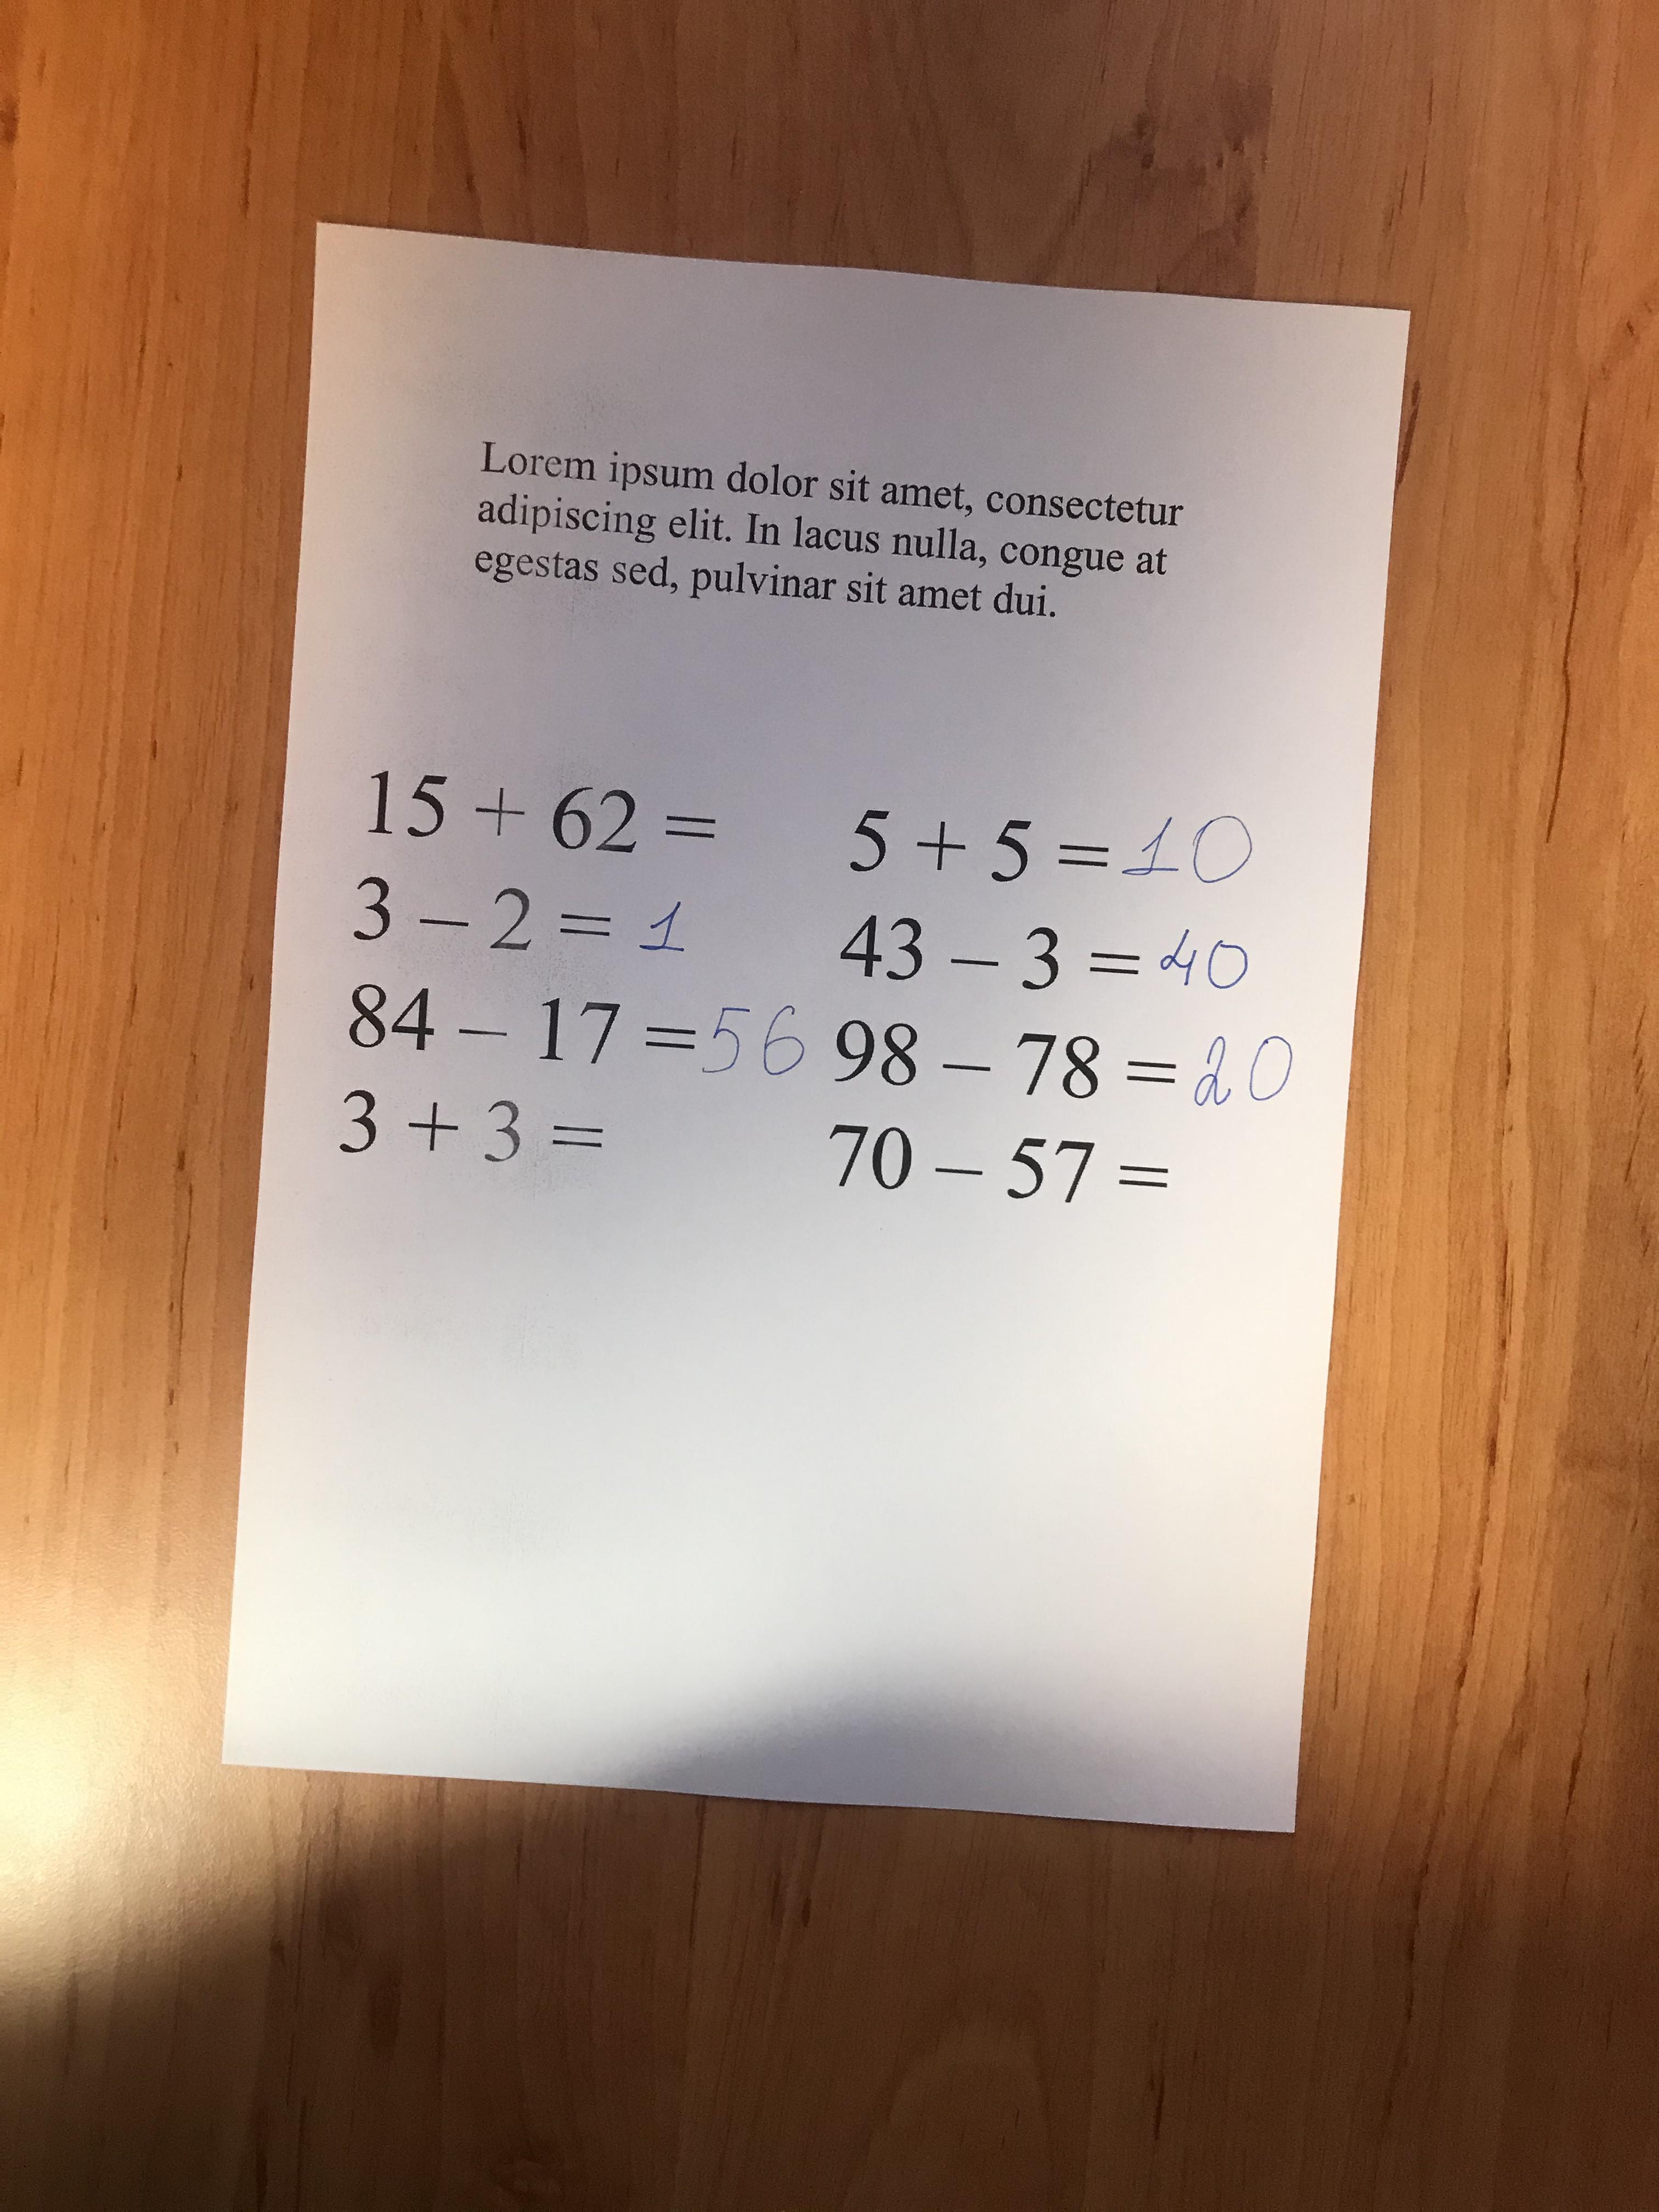 Lorem ipsum dolor sit amet, consectetur
adipiscing elit. In lacus nulla, congue at
egestas sed, pulvinar sit amet dui.
15 + 62 =
3 – 2 = 1
84 – 17 = 56
3 + 3 =
5 + 5 = 10
43 – 3 = 40
98 – 78 = 20
70 – 57 =